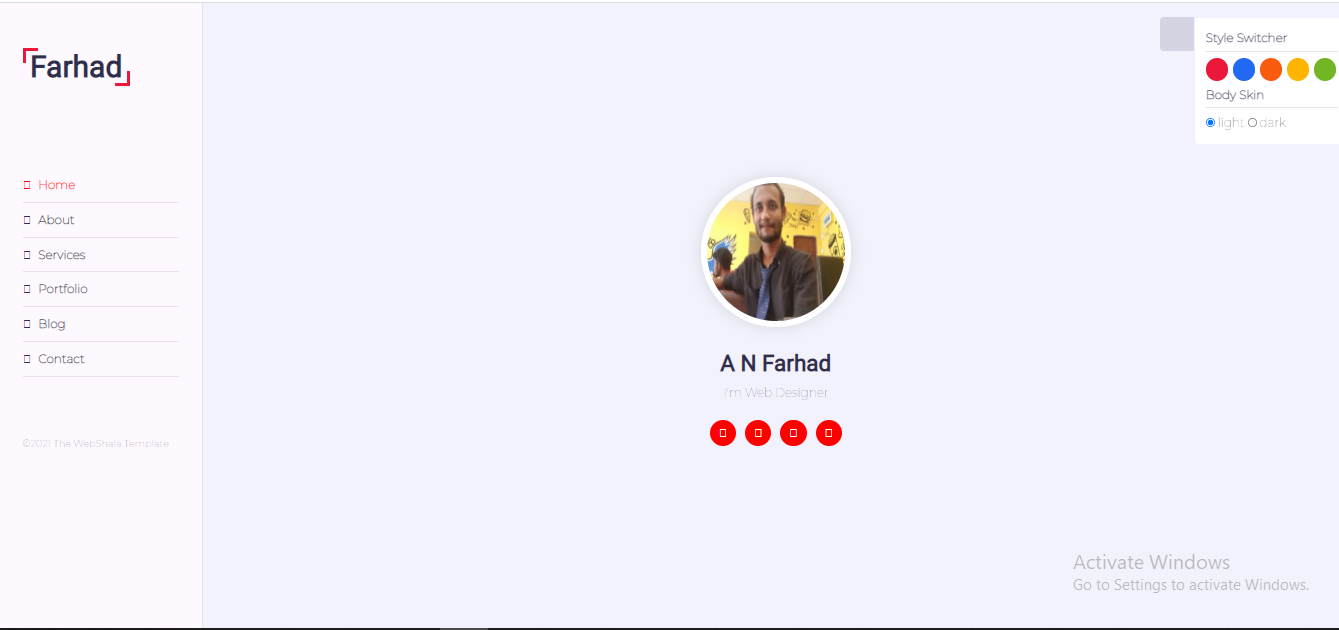 Farhad
Home
About
Services
Portfolio
Blog
Contact
©2021 The WebShala Template
A N Farhad
I'm Web Designer
Style Switcher
Body Skin
light dark
Activate Windows
Go to Settings to activate Windows.